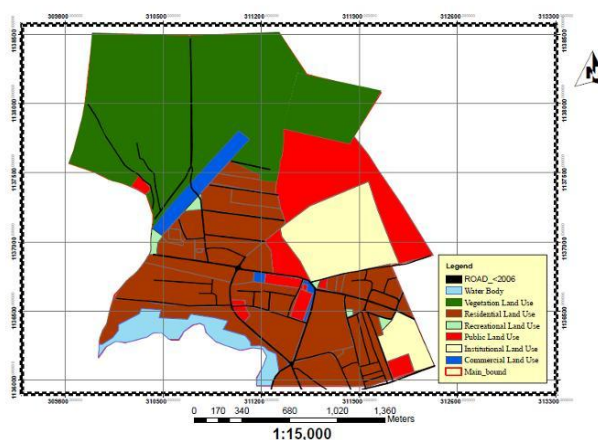 309800 310500 311200 311900 312600 313300
1138500 1138500
1138000 1138000
N
1137500 1137500
1137000 1137000
Legend
ROAD_<2006
Water Body
Vegetation Land Use
Residential Land Use
Recreational Land Use
Public Land Use
Institutional Land Use
Commercial Land Use
Main_bound
1136500 1136500
1136000 1136000
309800 310500 311200 311900 312600 313300
0 170 340 680 1,020 1,360
Meters
1:15,000